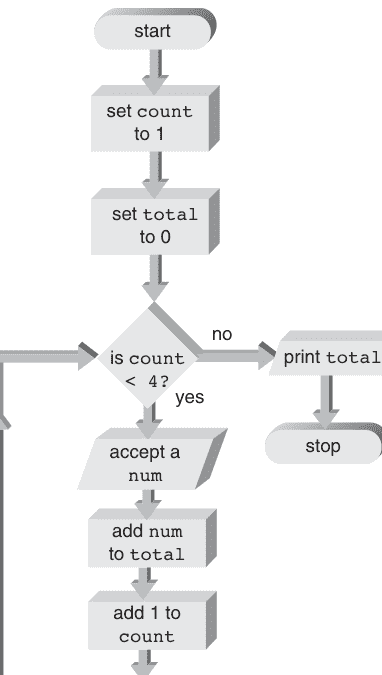 start
set count
to 1
set total
to 0
is count
< 4?
no
yes
print total
stop
accept a
num
add num
to total
add 1 to
count